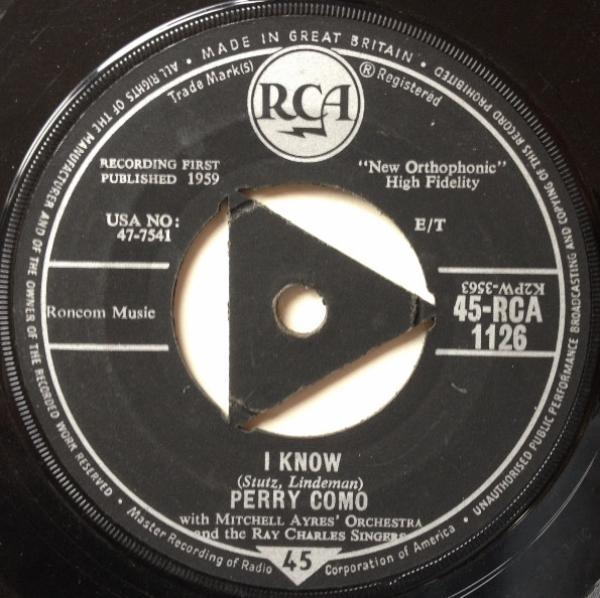 ALL RIGHTS OF THE MANUFACTURER AND OF THE OWNER OF THE RECORDED WORK RESERVED •
• MADE IN GREAT BRITAIN •
UNAUTHORISED PUBLIC PERFORMANCE BROADCASTING AND COPYING OF THIS RECORD PROHIBITED
Trade Mark(s)
RCA
® Registered
RECORDING FIRST
PUBLISHED 1959
"New Orthophonic"
High Fidelity
USA NO:
47-7541
E/T
K2PW-3563
Roncom Music
45-RCA
1126
I KNOW
(Stutz, Lindeman)
PERRY COMO
with MITCHELL AYRES' ORCHESTRA
and the RAY CHARLES SINGERS
Master Recording of Radio
45
Corporation of America •